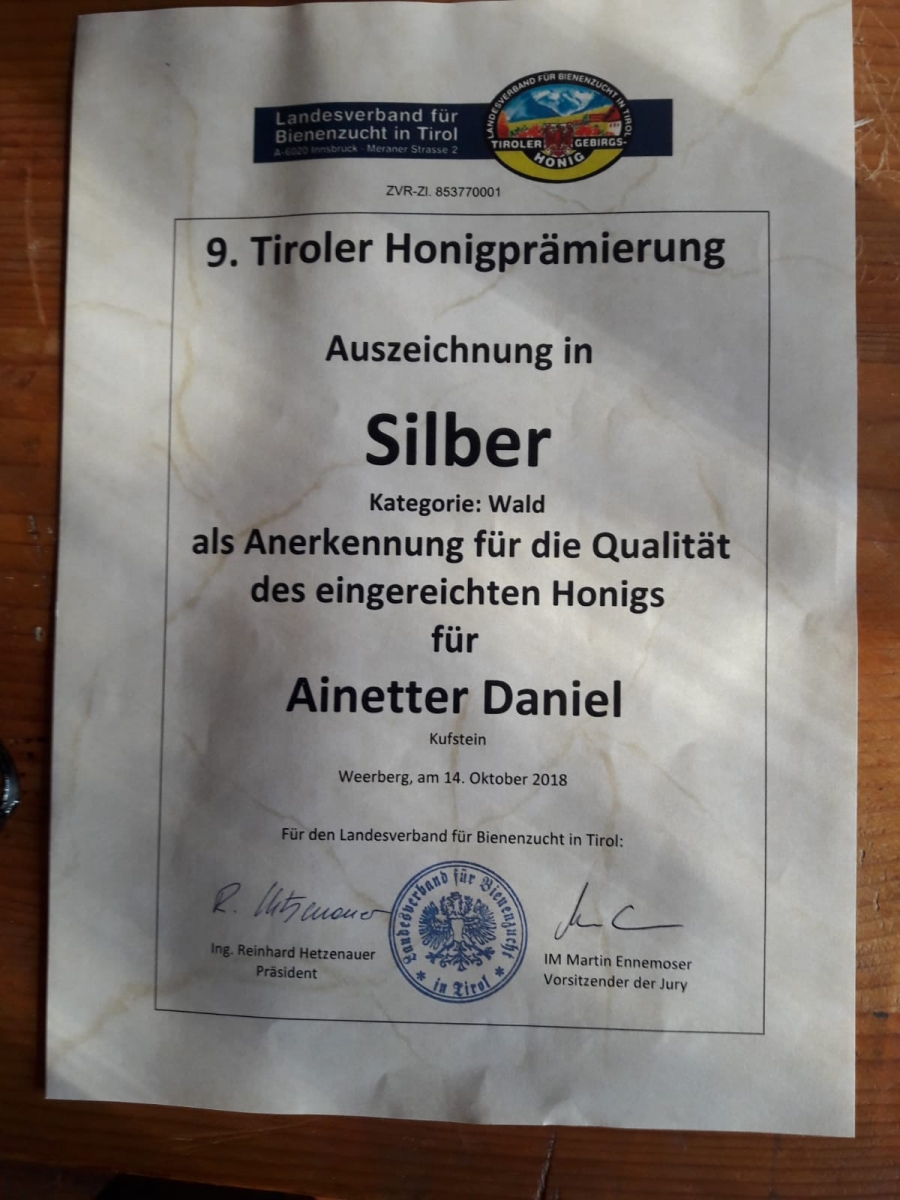 Landesverband für
Bienenzucht in Tirol
A-6020 Innsbruck · Meraner Strasse 2
LANDESVERBAND FÜR BIENENZUCHT IN TIROL
TIROLER GEBIRGS-
HONIG
ZVR-Zl. 853770001
9. Tiroler Honigprämierung
Auszeichnung in
Silber
Kategorie: Wald
als Anerkennung für die Qualität
des eingereichten Honigs
für
Ainetter Daniel
Kufstein
Weerberg, am 14. Oktober 2018
Für den Landesverband für Bienenzucht in Tirol:
R. Hetzenauer
Landesverband für Bienenzucht
* in Tirol *
Ing. Reinhard Hetzenauer
Präsident
IM Martin Ennemoser
Vorsitzender der Jury